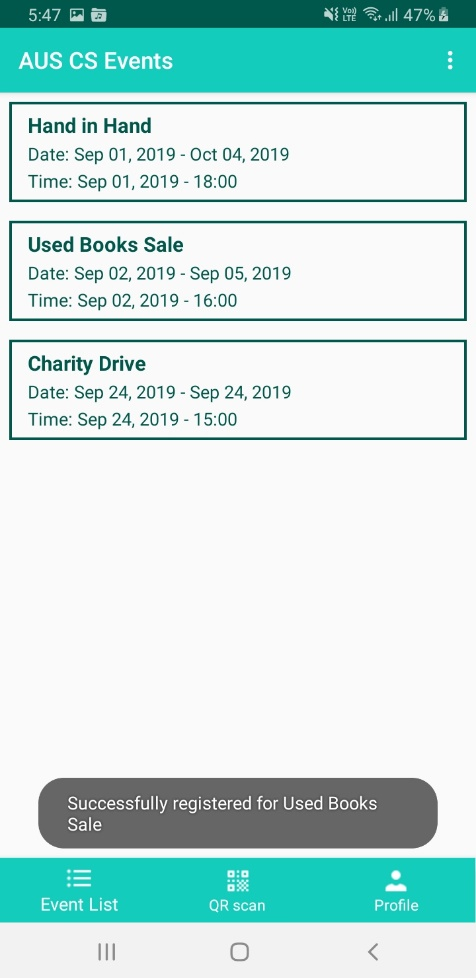 5:47
Vo) LTE 47%
AUS CS Events
Hand in Hand
Date: Sep 01, 2019 - Oct 04, 2019
Time: Sep 01, 2019 - 18:00
Used Books Sale
Date: Sep 02, 2019 - Sep 05, 2019
Time: Sep 02, 2019 - 16:00
Charity Drive
Date: Sep 24, 2019 - Sep 24, 2019
Time: Sep 24, 2019 - 15:00
Successfully registered for Used Books
Sale
Event List QR scan Profile